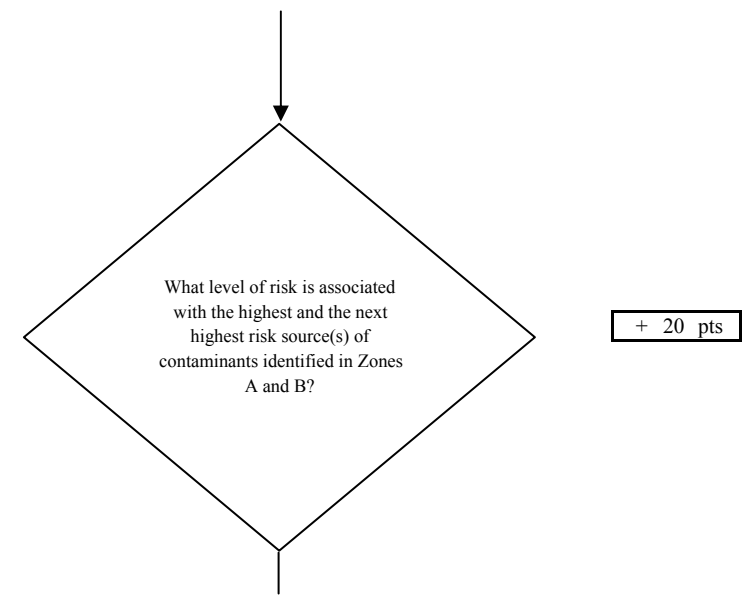 What level of risk is associated
with the highest and the next
highest risk source(s) of
contaminants identified in Zones
A and B?
+ 20 pts